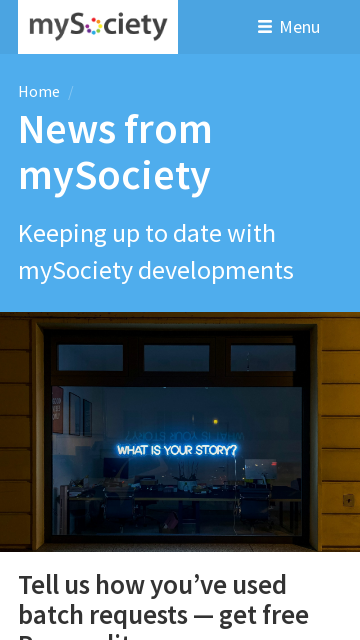 mySociety
Menu
Home /
News from
mySociety
Keeping up to date with
mySociety developments
WHAT IS YOUR STORY?
Tell us how you’ve used
batch requests — get free